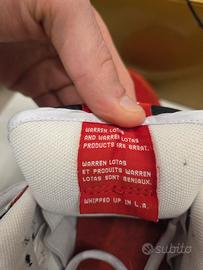 WARREN LOTAS
AND WARREN LOTAS
PRODUCTS ARE GREAT.
WARREN LOTAS
ET PRODUITS WARREN
LOTAS SONT GÉNIAUX.
WHIPPED UP IN L.A.
subito